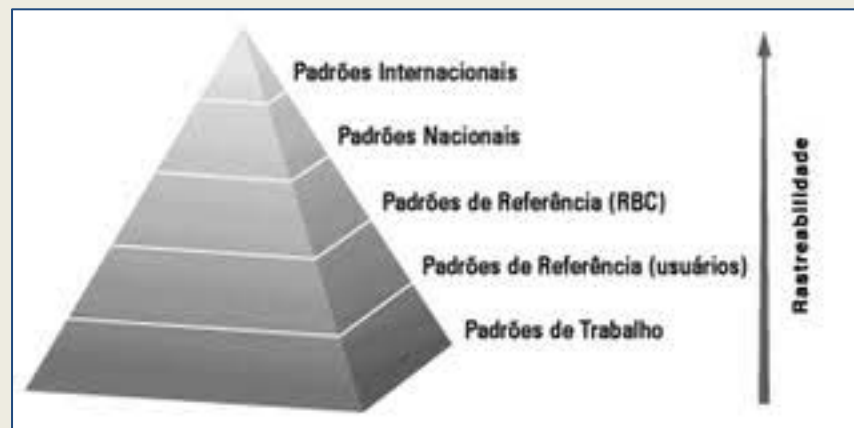 Padrões Internacionais
Padrões Nacionais
Padrões de Referência (RBC)
Padrões de Referência (usuários)
Padrões de Trabalho
Rastreabilidade